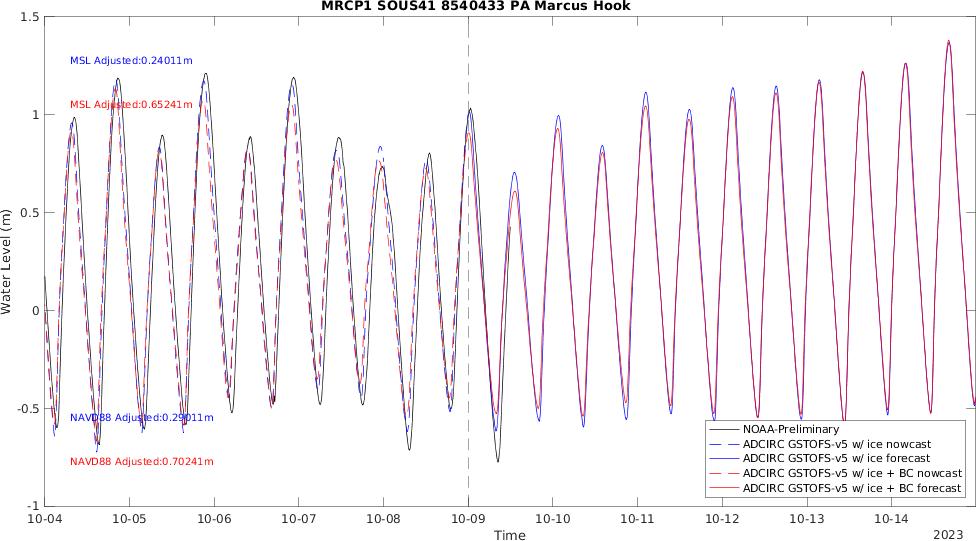 MRCP1 SOUS41 8540433 PA Marcus Hook
1.5
1
0.5
0
-0.5
-1
Water Level (m)
MSL Adjusted:0.24011m
MSL Adjusted:0.65241m
NAVD88 Adjusted:0.29011m
NAVD88 Adjusted:0.70241m
NOAA-Preliminary
ADCIRC GSTOFS-v5 w/ ice nowcast
ADCIRC GSTOFS-v5 w/ ice forecast
ADCIRC GSTOFS-v5 w/ ice + BC nowcast
ADCIRC GSTOFS-v5 w/ ice + BC forecast
10-04 10-05 10-06 10-07 10-08 10-09 10-10 10-11 10-12 10-13 10-14
Time
2023